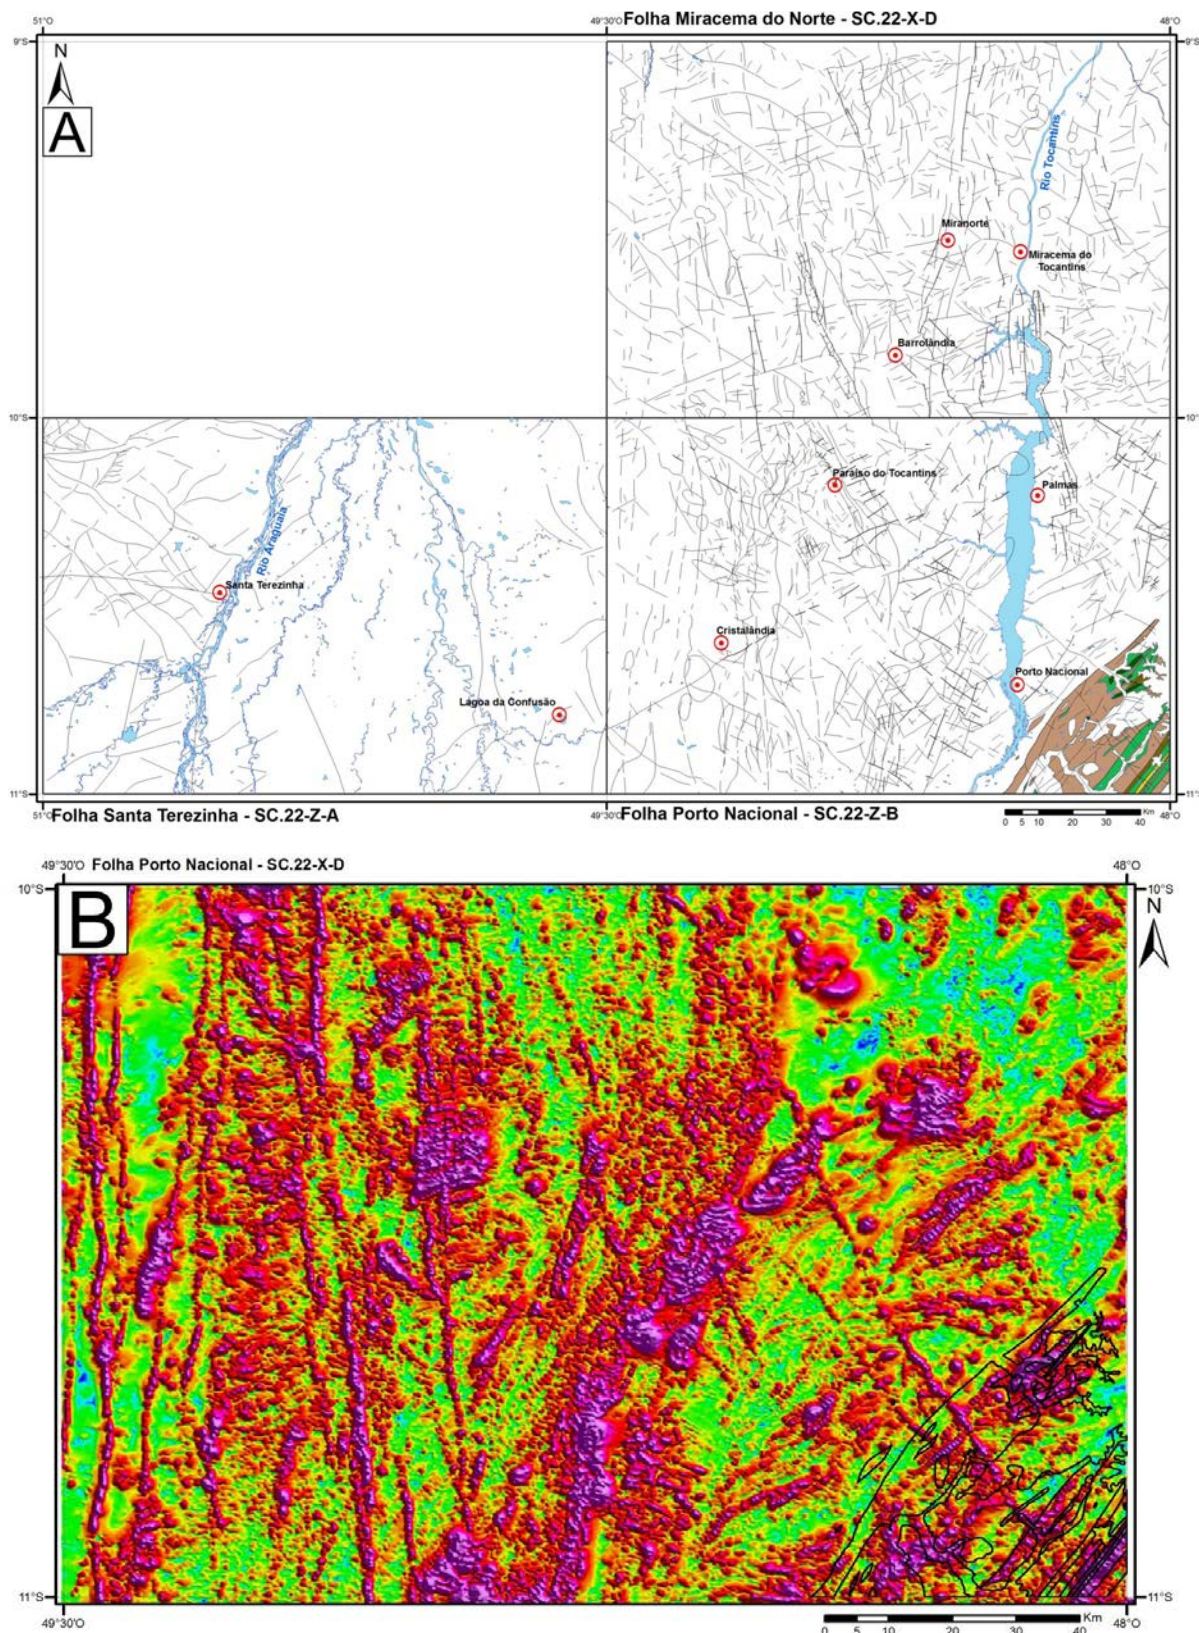 51°O
49°30'O
Folha Miracema do Norte - SC.22-X-D
48°O
9°S
9°S
N
A
Rio Tocantins
Miranorte
Miracema do
Tocantins
Barrolândia
10°S
10°
Paraíso do Tocantins
Palmas
Rio Araguaia
Santa Terezinha
Cristalândia
Porto Nacional
Lagoa da Confusão
11°S
11°
51°O
Folha Santa Terezinha - SC.22-Z-A
49°30'O
Folha Porto Nacional - SC.22-Z-B
0 5 10 20 30 40 Km
48°O
49°30'O
Folha Porto Nacional - SC.22-X-D
48°O
10°S
10°S
B
N
11°S
11°S
49°30'O
0 5 10 20 30 40 Km
48°O